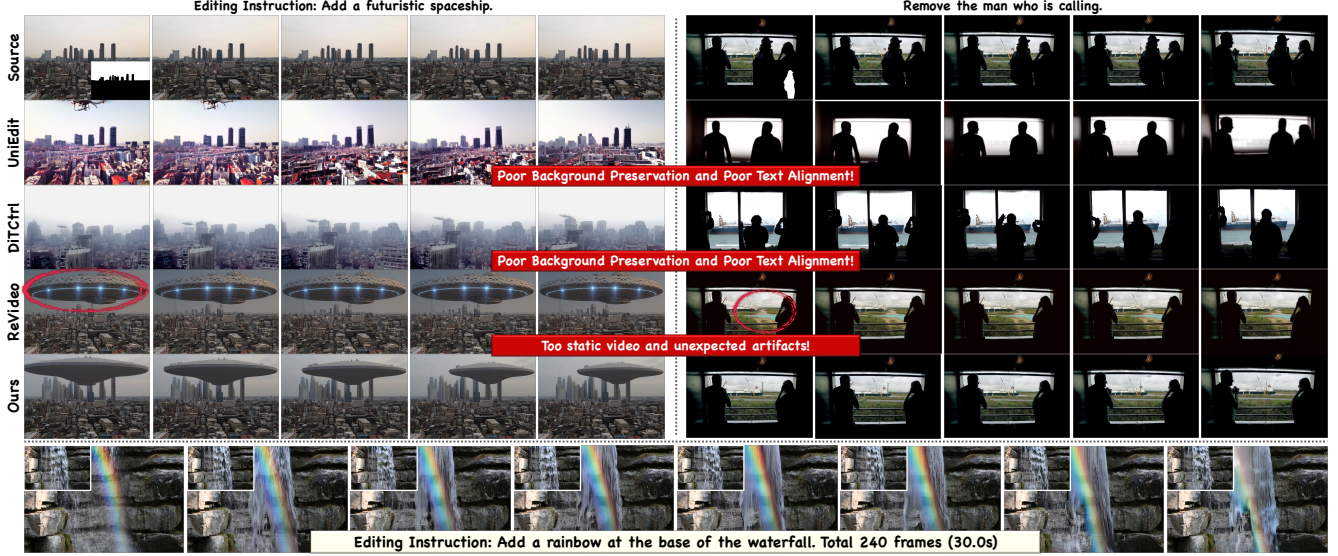 Editing Instruction: Add a futuristic spaceship.
Remove the man who is calling.
Source
UniEdit
Poor Background Preservation and Poor Text Alignment!
DiTCtrl
Poor Background Preservation and Poor Text Alignment!
ReVideo
Too static video and unexpected artifacts!
Ours
Editing Instruction: Add a rainbow at the base of the waterfall. Total 240 frames (30.0s)